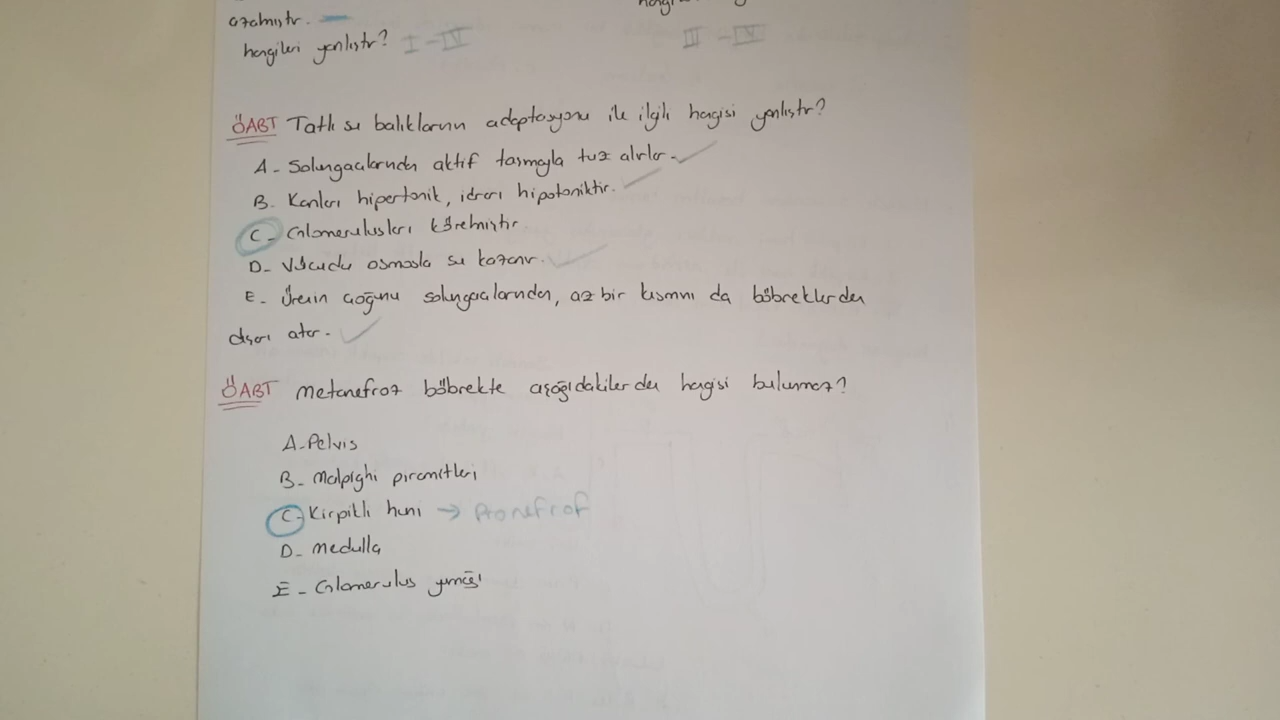 azalmıştır.
hangileri yanlıştır? I - IV
III - IV
ÖABT Tatlı su balıklarının adaptasyonu ile ilgili hangisi yanlıştır?
A - Solungaçlarından aktif taşımayla tuz alırlar.
B - Kanları hipertonik, idrarı hipotoniktir.
C - Glomerulusları körelmiştir
D - Vücudu osmosla su kazanır.
E - Ürenin çoğunu solungaçlarından, az bir kısmını da böbreklerden
dışarı atar.
ÖABT Metanefroz böbrekte aşağıdakilerden hangisi bulunmaz?
A - Pelvis
B - Malpighi piramitleri
C - Kirpikli huni → Pronefroz
D - Medulla
E - Glomerulus yumağı